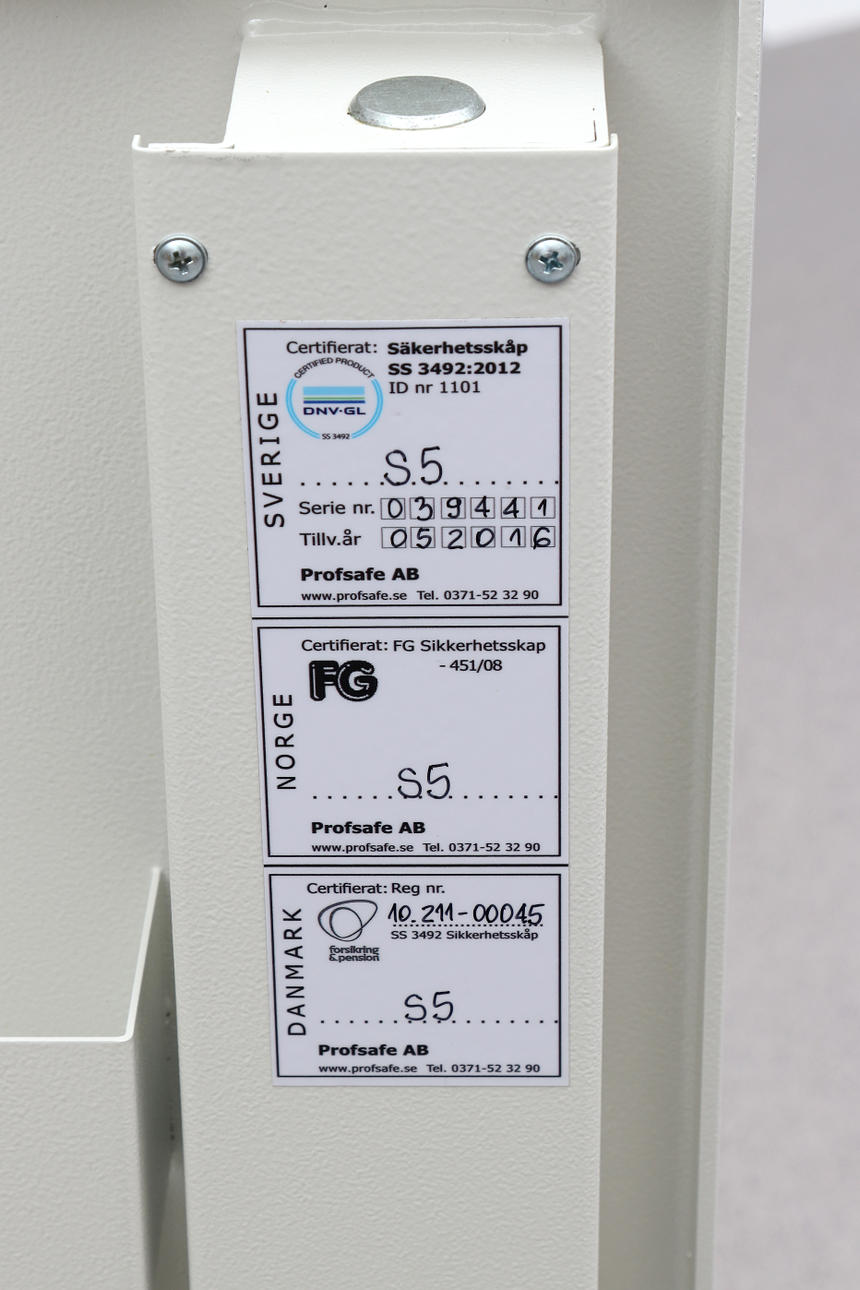 SVERIGE
Certifierat: Säkerhetsskåp
SS 3492:2012
ID nr 1101
CERTIFIED PRODUCT
DNV·GL
SS 3492
S5
Serie nr. 039441
Tillv.år 052016
Profsafe AB
www.profsafe.se Tel. 0371-52 32 90
NORGE
Certifierat: FG Sikkerhetsskap
- 451/08
FG
S5
Profsafe AB
www.profsafe.se Tel. 0371-52 32 90
DANMARK
Certifierat: Reg nr.
10.211-00045
SS 3492 Sikkerhetsskåp
forsikring
& pension
S5
Profsafe AB
www.profsafe.se Tel. 0371-52 32 90